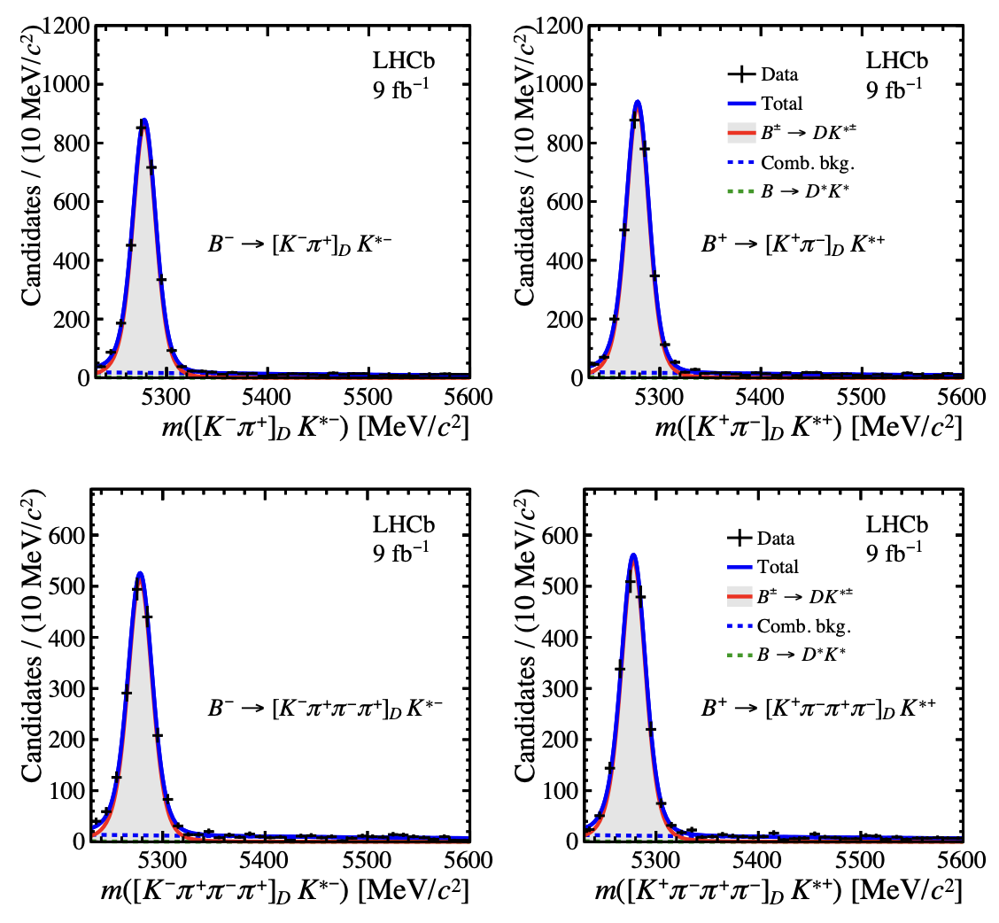 Candidates / (10 MeV/c²)
1200
1000
800
600
400
200
0
LHCb
9 fb⁻¹
B⁻ → [K⁻π⁺]_D K*⁻
5300 5400 5500 5600
m([K⁻π⁺]_D K*⁻) [MeV/c²]
Candidates / (10 MeV/c²)
1200
1000
800
600
400
200
0
LHCb
9 fb⁻¹
Data
Total
B± → DK*±
Comb. bkg.
B → D*K*
B⁺ → [K⁺π⁻]_D K*⁺
5300 5400 5500 5600
m([K⁺π⁻]_D K*⁺) [MeV/c²]
Candidates / (10 MeV/c²)
600
500
400
300
200
100
0
LHCb
9 fb⁻¹
B⁻ → [K⁻π⁺π⁻π⁺]_D K*⁻
5300 5400 5500 5600
m([K⁻π⁺π⁻π⁺]_D K*⁻) [MeV/c²]
Candidates / (10 MeV/c²)
600
500
400
300
200
100
0
LHCb
9 fb⁻¹
Data
Total
B± → DK*±
Comb. bkg.
B → D*K*
B⁺ → [K⁺π⁻π⁺π⁻]_D K*⁺
5300 5400 5500 5600
m([K⁺π⁻π⁺π⁻]_D K*⁺) [MeV/c²]